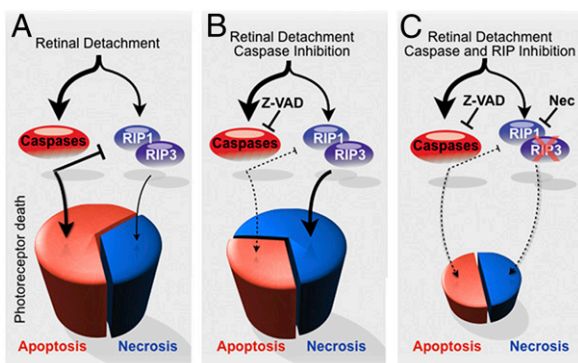 A
Retinal Detachment
Caspases
RIP1
RIP3
Photoreceptor death
Apoptosis
Necrosis
B
Retinal Detachment
Caspase Inhibition
Z-VAD
Caspases
RIP1
RIP3
Apoptosis
Necrosis
C
Retinal Detachment
Caspase and RIP Inhibition
Z-VAD
Nec
Caspases
RIP1
RIP3
Apoptosis
Necrosis